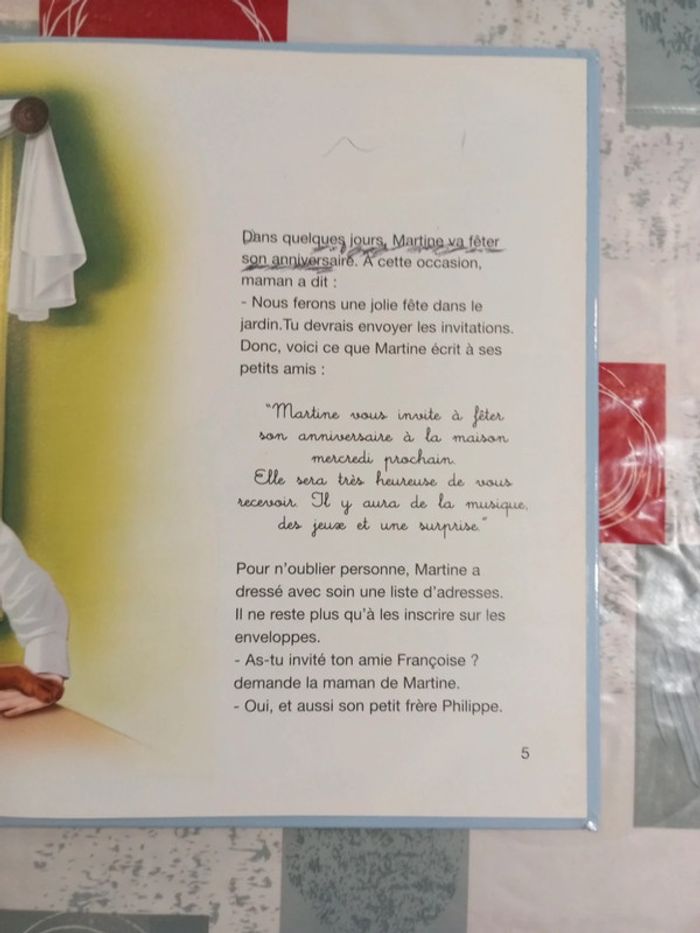 Dans quelques jours, Martine va fêter
son anniversaire. A cette occasion,
maman a dit :
- Nous ferons une jolie fête dans le
jardin.Tu devrais envoyer les invitations.
Donc, voici ce que Martine écrit à ses
petits amis :
"Martine vous invite à fêter
son anniversaire à la maison
mercredi prochain.
Elle sera très heureuse de vous
recevoir. Il y aura de la musique,
des jeux et une surprise."
Pour n'oublier personne, Martine a
dressé avec soin une liste d'adresses.
Il ne reste plus qu'à les inscrire sur les
enveloppes.
- As-tu invité ton amie Françoise ?
demande la maman de Martine.
- Oui, et aussi son petit frère Philippe.
5